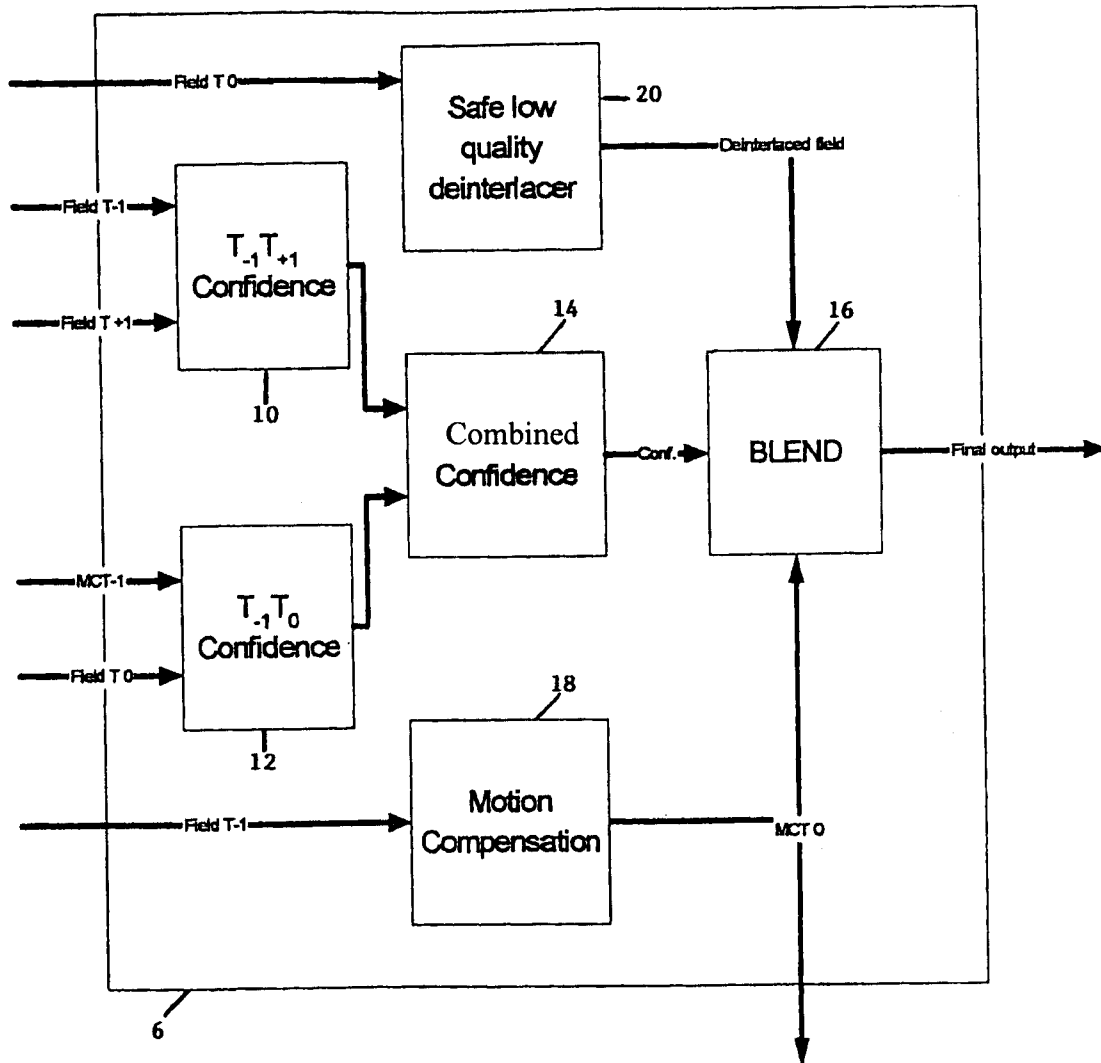 Field T 0
Safe low
quality
deinterlacer
20
Deinterlaced field
Field T-1
T-1T+1
Confidence
Field T +1
10
14
16
Combined
Confidence
Conf.
BLEND
Final output
MCT-1
T-1T0
Confidence
Field T 0
12
18
Motion
Compensation
Field T-1
MCT 0
6